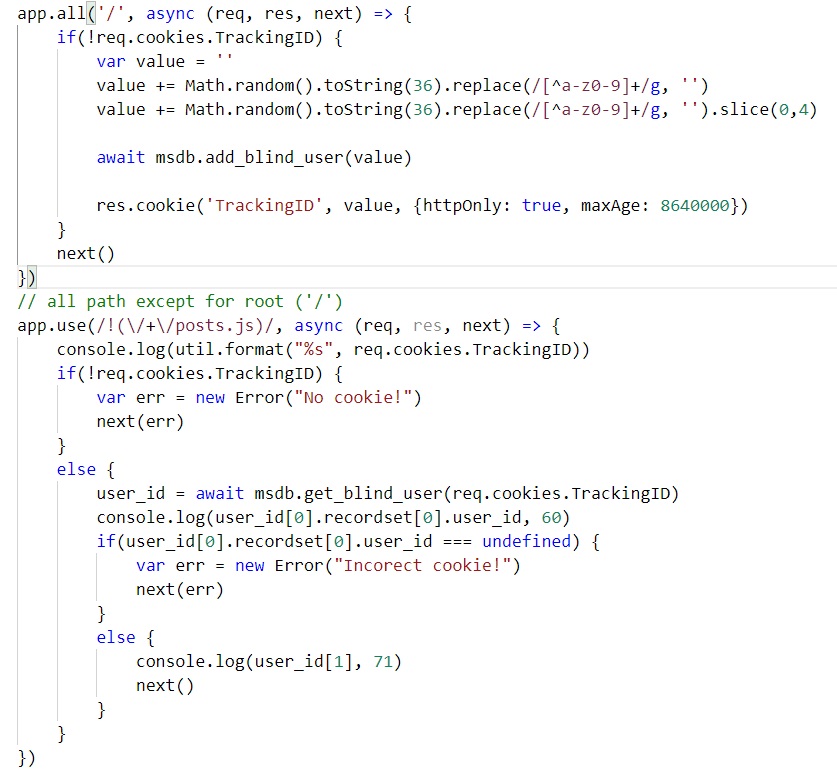 app.all('/', async (req, res, next) => {
    if(!req.cookies.TrackingID) {
        var value = ''
        value += Math.random().toString(36).replace(/[^a-z0-9]+/g, '')
        value += Math.random().toString(36).replace(/[^a-z0-9]+/g, '').slice(0,4)

        await msdb.add_blind_user(value)

        res.cookie('TrackingID', value, {httpOnly: true, maxAge: 8640000})
    }
    next()
})
// all path except for root ('/')
app.use(/!(\/+\/posts.js)/, async (req, res, next) => {
    console.log(util.format("%s", req.cookies.TrackingID))
    if(!req.cookies.TrackingID) {
        var err = new Error("No cookie!")
        next(err)
    }
    else {
        user_id = await msdb.get_blind_user(req.cookies.TrackingID)
        console.log(user_id[0].recordset[0].user_id, 60)
        if(user_id[0].recordset[0].user_id === undefined) {
            var err = new Error("Incorect cookie!")
            next(err)
        }
        else {
            console.log(user_id[1], 71)
            next()
        }
    }
})